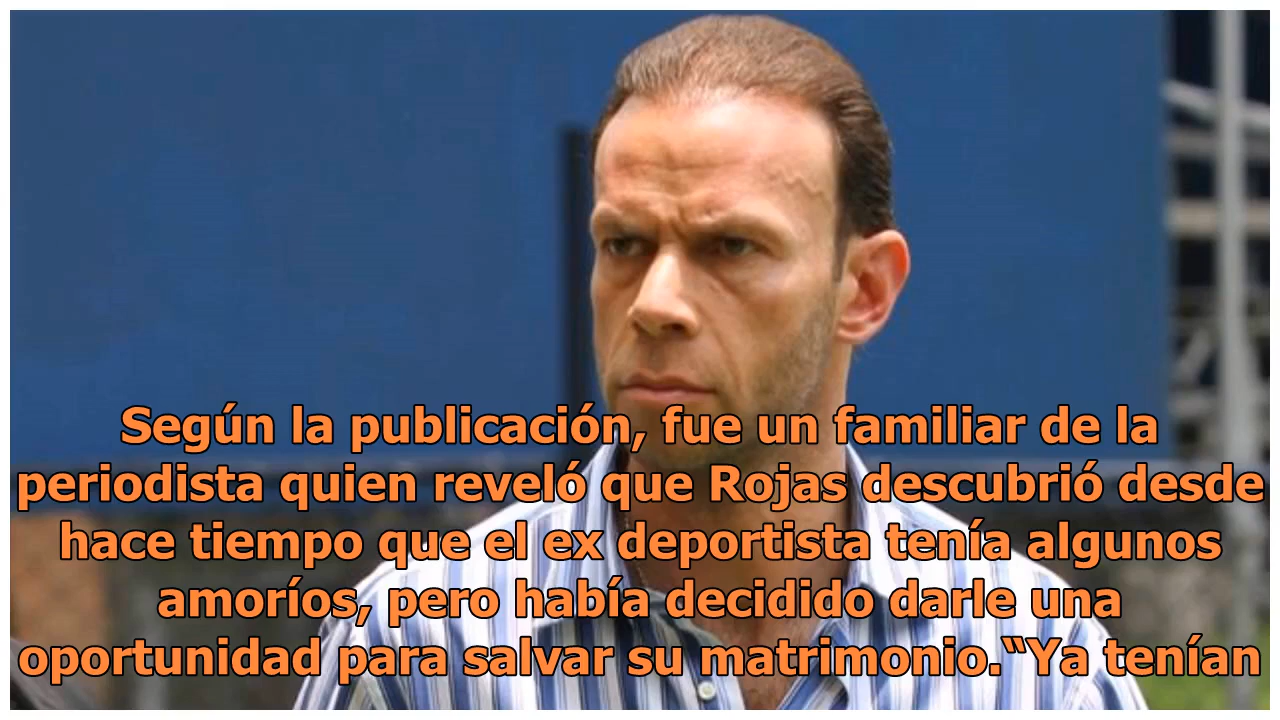 Según la publicación, fue un familiar de la
periodista quien reveló que Rojas descubrió desde
hace tiempo que el ex deportista tenía algunos
amoríos, pero había decidido darle una
oportunidad para salvar su matrimonio.“Ya tenían